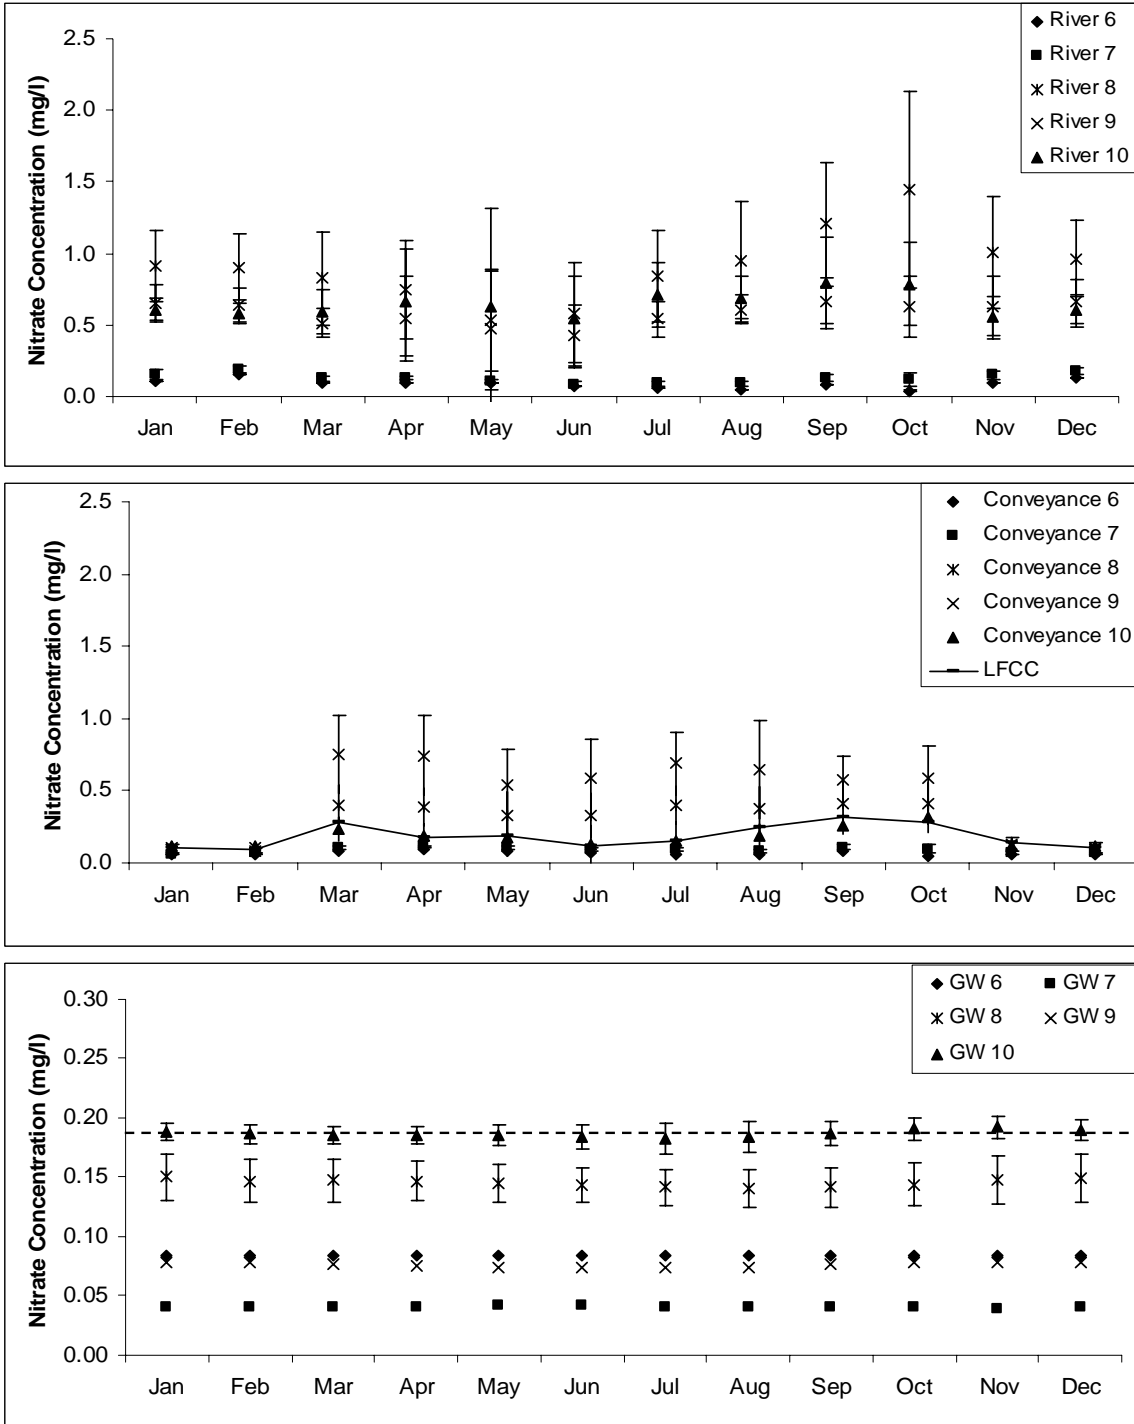 Nitrate Concentration (mg/l)
2.5
2.0
1.5
1.0
0.5
0.0
Jan Feb Mar Apr May Jun Jul Aug Sep Oct Nov Dec
River 6
River 7
River 8
River 9
River 10
Nitrate Concentration (mg/l)
2.5
2.0
1.5
1.0
0.5
0.0
Jan Feb Mar Apr May Jun Jul Aug Sep Oct Nov Dec
Conveyance 6
Conveyance 7
Conveyance 8
Conveyance 9
Conveyance 10
LFCC
Nitrate Concentration (mg/l)
0.30
0.25
0.20
0.15
0.10
0.05
0.00
Jan Feb Mar Apr May Jun Jul Aug Sep Oct Nov Dec
GW 6 GW 7
GW 8 GW 9
GW 10